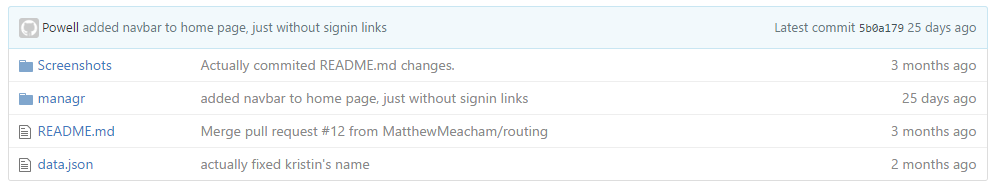 Powell added navbar to home page, just without signin links Latest commit 5b0a179 25 days ago
Screenshots Actually commited README.md changes. 3 months ago
managr added navbar to home page, just without signin links 25 days ago
README.md Merge pull request #12 from MatthewMeacham/routing 3 months ago
data.json actually fixed kristin's name 2 months ago